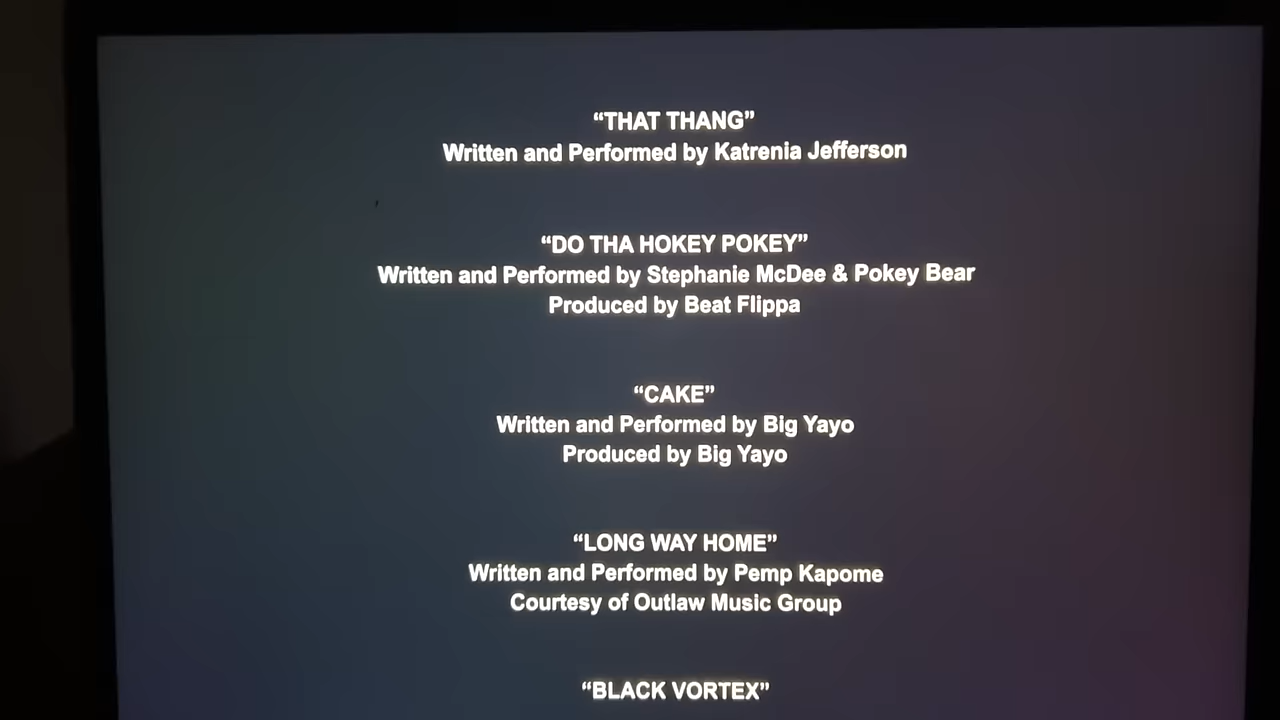 “THAT THANG”
Written and Performed by Katrenia Jefferson
“DO THA HOKEY POKEY”
Written and Performed by Stephanie McDee & Pokey Bear
Produced by Beat Flippa
“CAKE”
Written and Performed by Big Yayo
Produced by Big Yayo
“LONG WAY HOME”
Written and Performed by Pemp Kapome
Courtesy of Outlaw Music Group
“BLACK VORTEX”